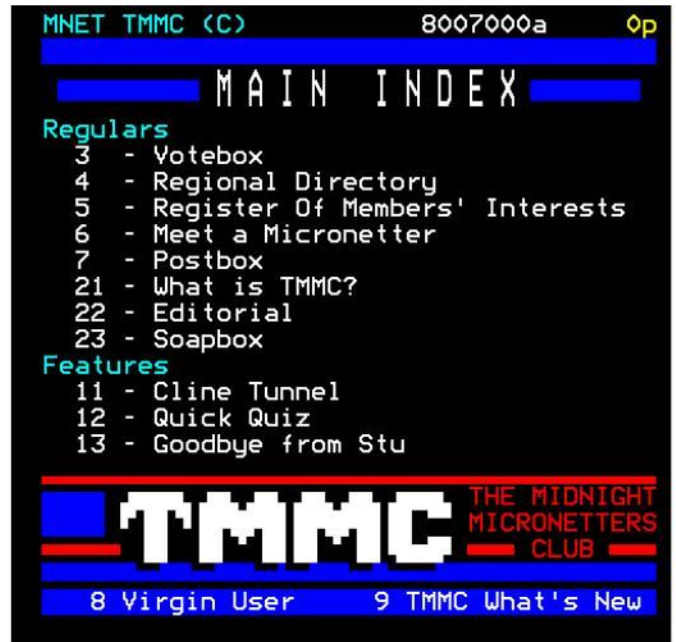 MNET TMMC (C) 8007000a 0p
MAIN INDEX
Regulars
3 - Votebox
4 - Regional Directory
5 - Register Of Members' Interests
6 - Meet a Micronetter
7 - Postbox
21 - What is TMMC?
22 - Editorial
23 - Soapbox
Features
11 - Cline Tunnel
12 - Quick Quiz
13 - Goodbye from Stu
TMMC
THE MIDNIGHT
MICRONETTERS
CLUB
8 Virgin User 9 TMMC What's New